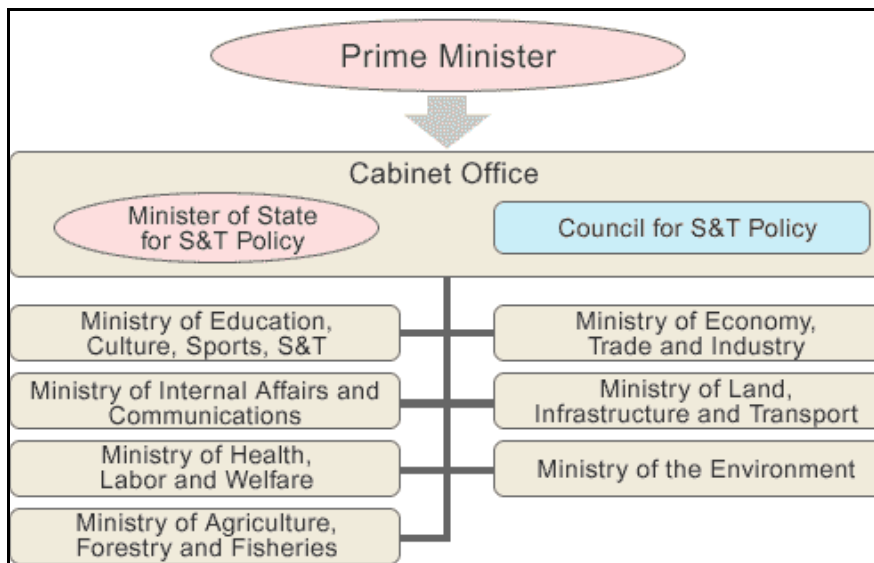 Prime Minister
Cabinet Office
Minister of State
for S&T Policy
Council for S&T Policy
Ministry of Education,
Culture, Sports, S&T
Ministry of Economy,
Trade and Industry
Ministry of Internal Affairs and
Communications
Ministry of Land,
Infrastructure and Transport
Ministry of Health,
Labor and Welfare
Ministry of the Environment
Ministry of Agriculture,
Forestry and Fisheries